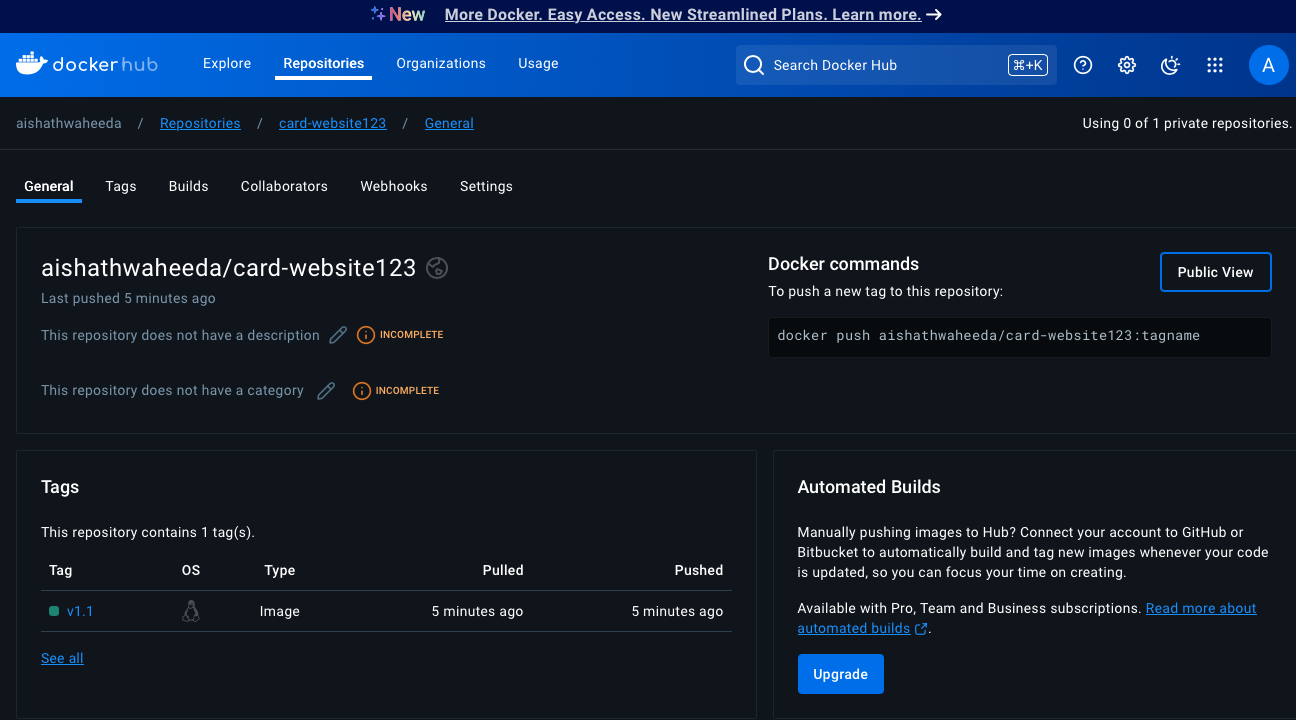 New More Docker. Easy Access. New Streamlined Plans. Learn more. →
dockerhub Explore Repositories Organizations Usage Search Docker Hub ⌘+K A
aishathwaheeda / Repositories / card-website123 / General Using 0 of 1 private repositories.
General Tags Builds Collaborators Webhooks Settings
aishathwaheeda/card-website123
Last pushed 5 minutes ago
This repository does not have a description INCOMPLETE
This repository does not have a category INCOMPLETE
Docker commands
Public View
To push a new tag to this repository:
docker push aishathwaheeda/card-website123:tagname
Tags
This repository contains 1 tag(s).
Tag OS Type Pulled Pushed
v1.1 Image 5 minutes ago 5 minutes ago
See all
Automated Builds
Manually pushing images to Hub? Connect your account to GitHub or
Bitbucket to automatically build and tag new images whenever your code
is updated, so you can focus your time on creating.
Available with Pro, Team and Business subscriptions. Read more about
automated builds.
Upgrade